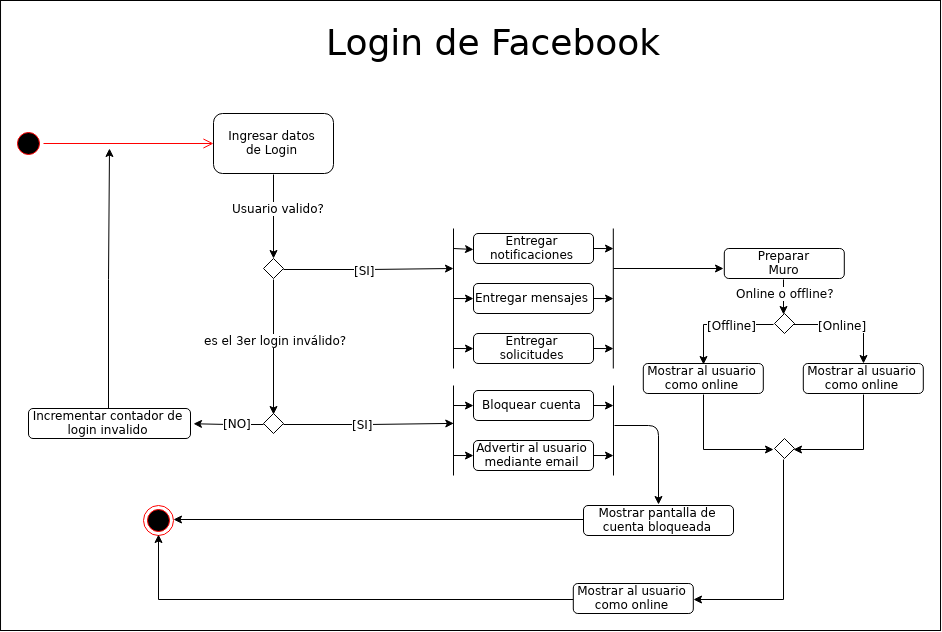 Login de Facebook
Ingresar datos
de Login
Usuario valido?
[SI]
Entregar
notificaciones
Entregar mensajes
Entregar
solicitudes
Preparar
Muro
Online o offline?
[Offline]
[Online]
Mostrar al usuario
como online
Mostrar al usuario
como online
es el 3er login inválido?
[NO]
[SI]
Incrementar contador de
login invalido
Bloquear cuenta
Advertir al usuario
mediante email
Mostrar pantalla de
cuenta bloqueada
Mostrar al usuario
como online